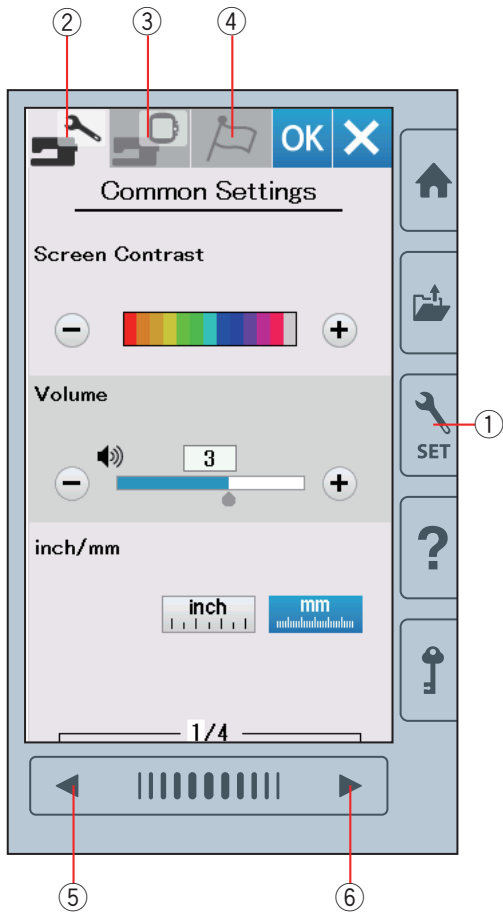 ② ③ ④
OK
Common Settings
Screen Contrast
− +
Volume
3
− +
①
SET
inch/mm
inch mm
?
1/4
⑤ ⑥